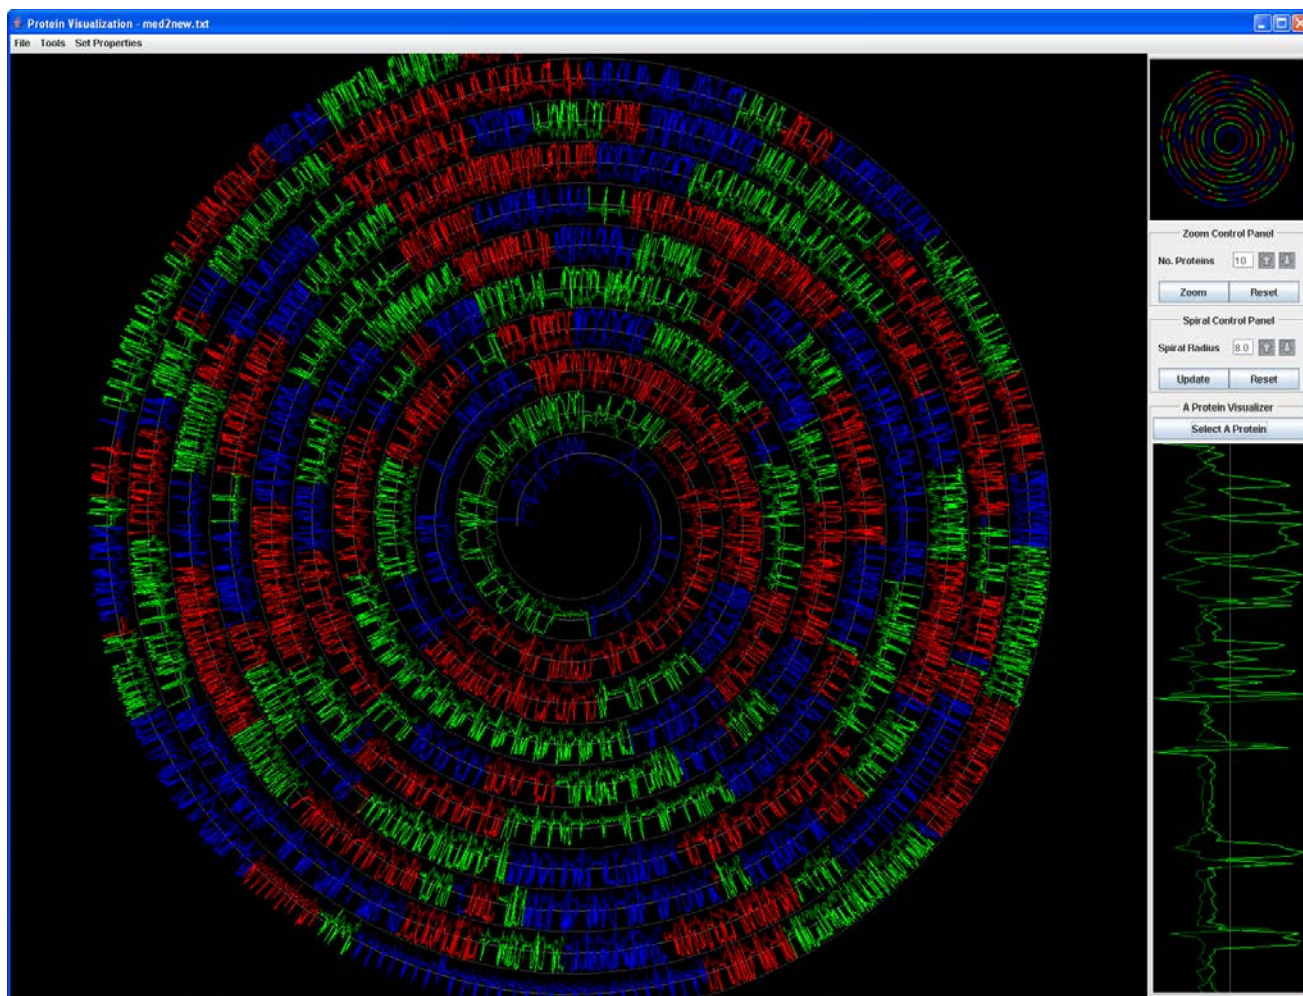 Protein Visualization - med2new.txt
File Tools Set Properties
Zoom Control Panel
No. Proteins 10
Zoom Reset
Spiral Control Panel
Spiral Radius 8.0
Update Reset
A Protein Visualizer
Select A Protein